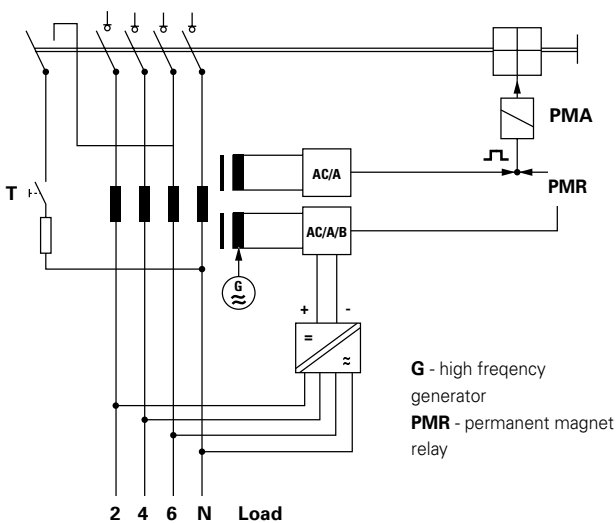 PMA
AC/A
PMR
T
AC/A/B
G
≈
+ -
=
≈
G - high freqency
generator
PMR - permanent magnet
relay
2 4 6 N Load